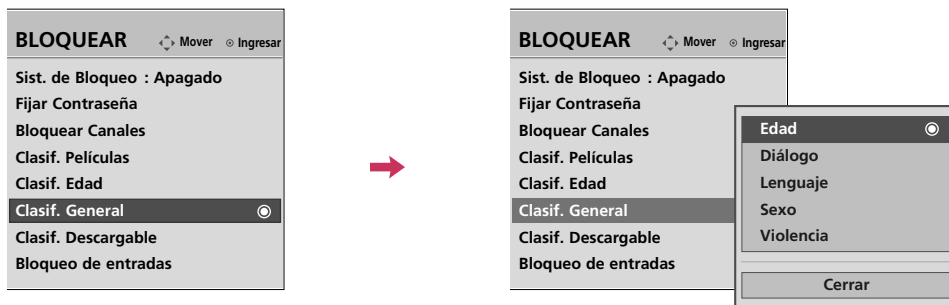 BLOQUEAR Mover Ingresar
Sist. de Bloqueo : Apagado
Fijar Contraseña
Bloquear Canales
Clasif. Películas
Clasif. Edad
Clasif. General
Clasif. Descargable
Bloqueo de entradas
BLOQUEAR Mover Ingresar
Sist. de Bloqueo : Apagado
Fijar Contraseña
Bloquear Canales
Clasif. Películas
Clasif. Edad
Clasif. General
Clasif. Descargable
Bloqueo de entradas
Edad
Diálogo
Lenguaje
Sexo
Violencia
Cerrar